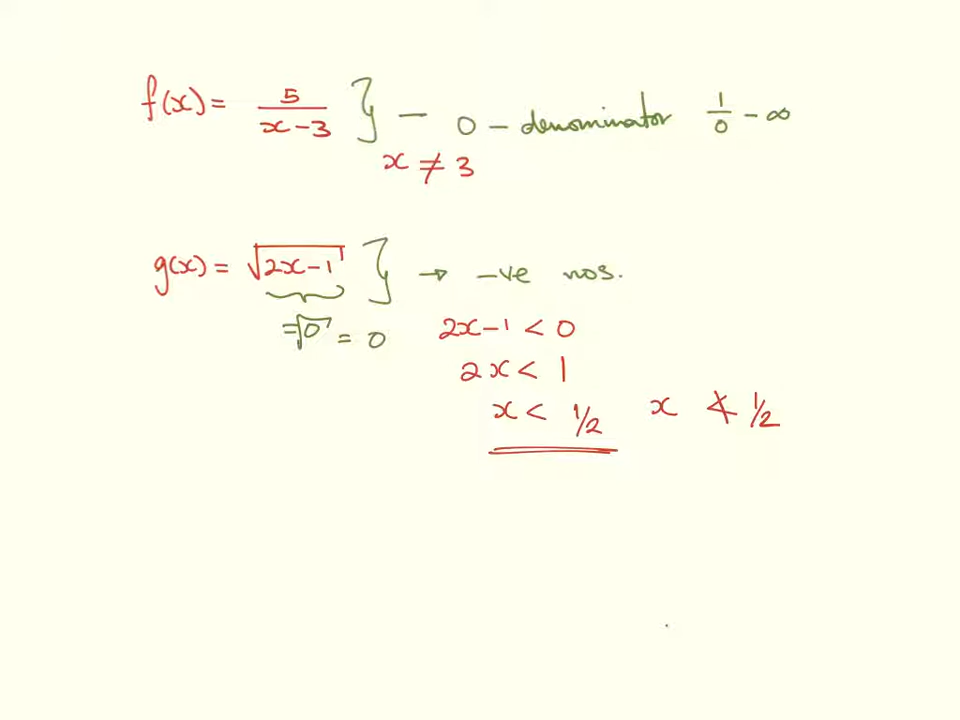 f(x) = 5/(x-3) } — 0 — denominator 1/0 - ∞
x ≠ 3
g(x) = √(2x-1) } → -ve nos.
=√0 = 0
2x-1 < 0
2x < 1
x < 1/2 x ≮ 1/2